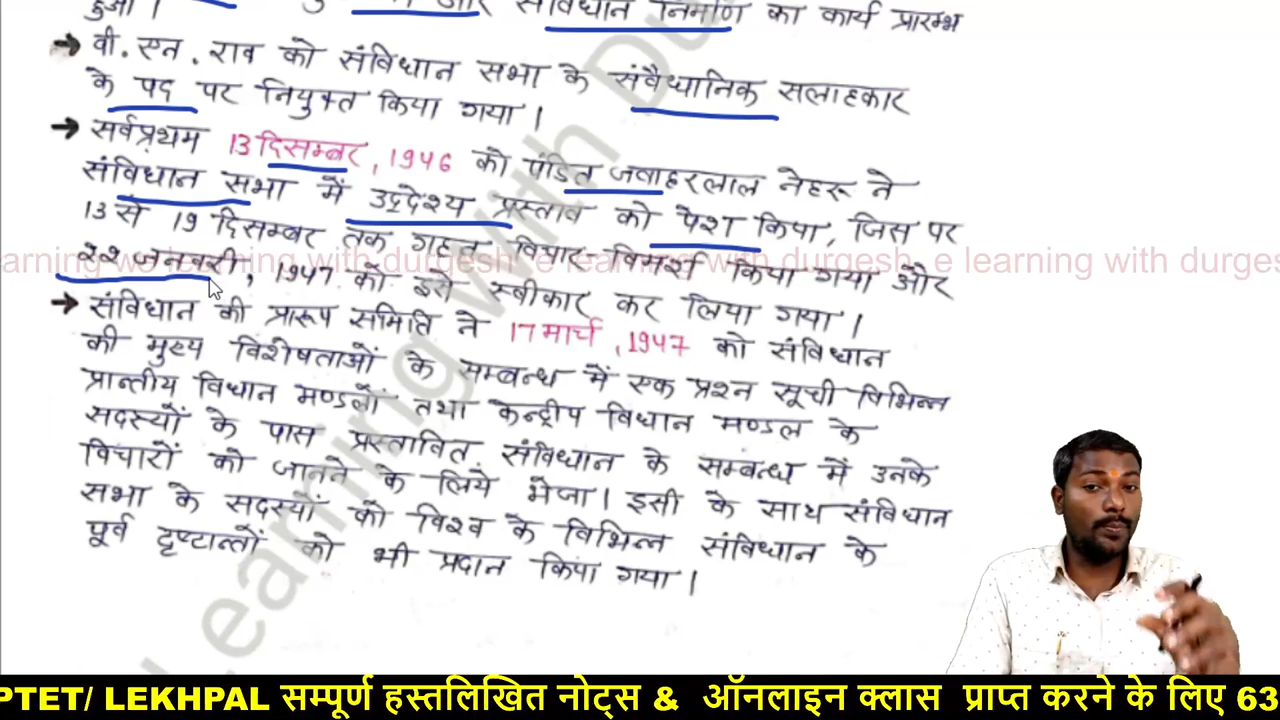 हुआ। और संविधान निर्माण का कार्य प्रारम्भ
→ वी. एन. राव को संविधान सभा के संवैधानिक सलाहकार
के पद पर नियुक्त किया गया।
→ सर्वप्रथम 13 दिसम्बर, 1946 को पंडित जवाहरलाल नेहरू ने
संविधान सभा में उद्देश्य प्रस्ताव को पेश किया, जिस पर
13 से 19 दिसम्बर तक गहन विचार-विमर्श किया गया और
22 जनवरी, 1947 को इसे स्वीकार कर लिया गया।
→ संविधान की प्रारूप समिति ने 17 मार्च, 1947 को संविधान
की मुख्य विशेषताओं के सम्बन्ध में एक प्रश्न सूची विभिन्न
प्रान्तीय विधान मण्डलों तथा केन्द्रीय विधान मण्डल के
सदस्यों के पास प्रस्तावित संविधान के सम्बन्ध में उनके
विचारों को जानने के लिये भेजा। इसी के साथ संविधान
सभा के सदस्यों को विश्व के विभिन्न संविधान के
पूर्व दृष्टान्तों को भी प्रदान किया गया।
earning with durgesh e learning with durges
Learning with Du
PTET/ LEKHPAL सम्पूर्ण हस्तलिखित नोट्स & ऑनलाइन क्लास प्राप्त करने के लिए 63